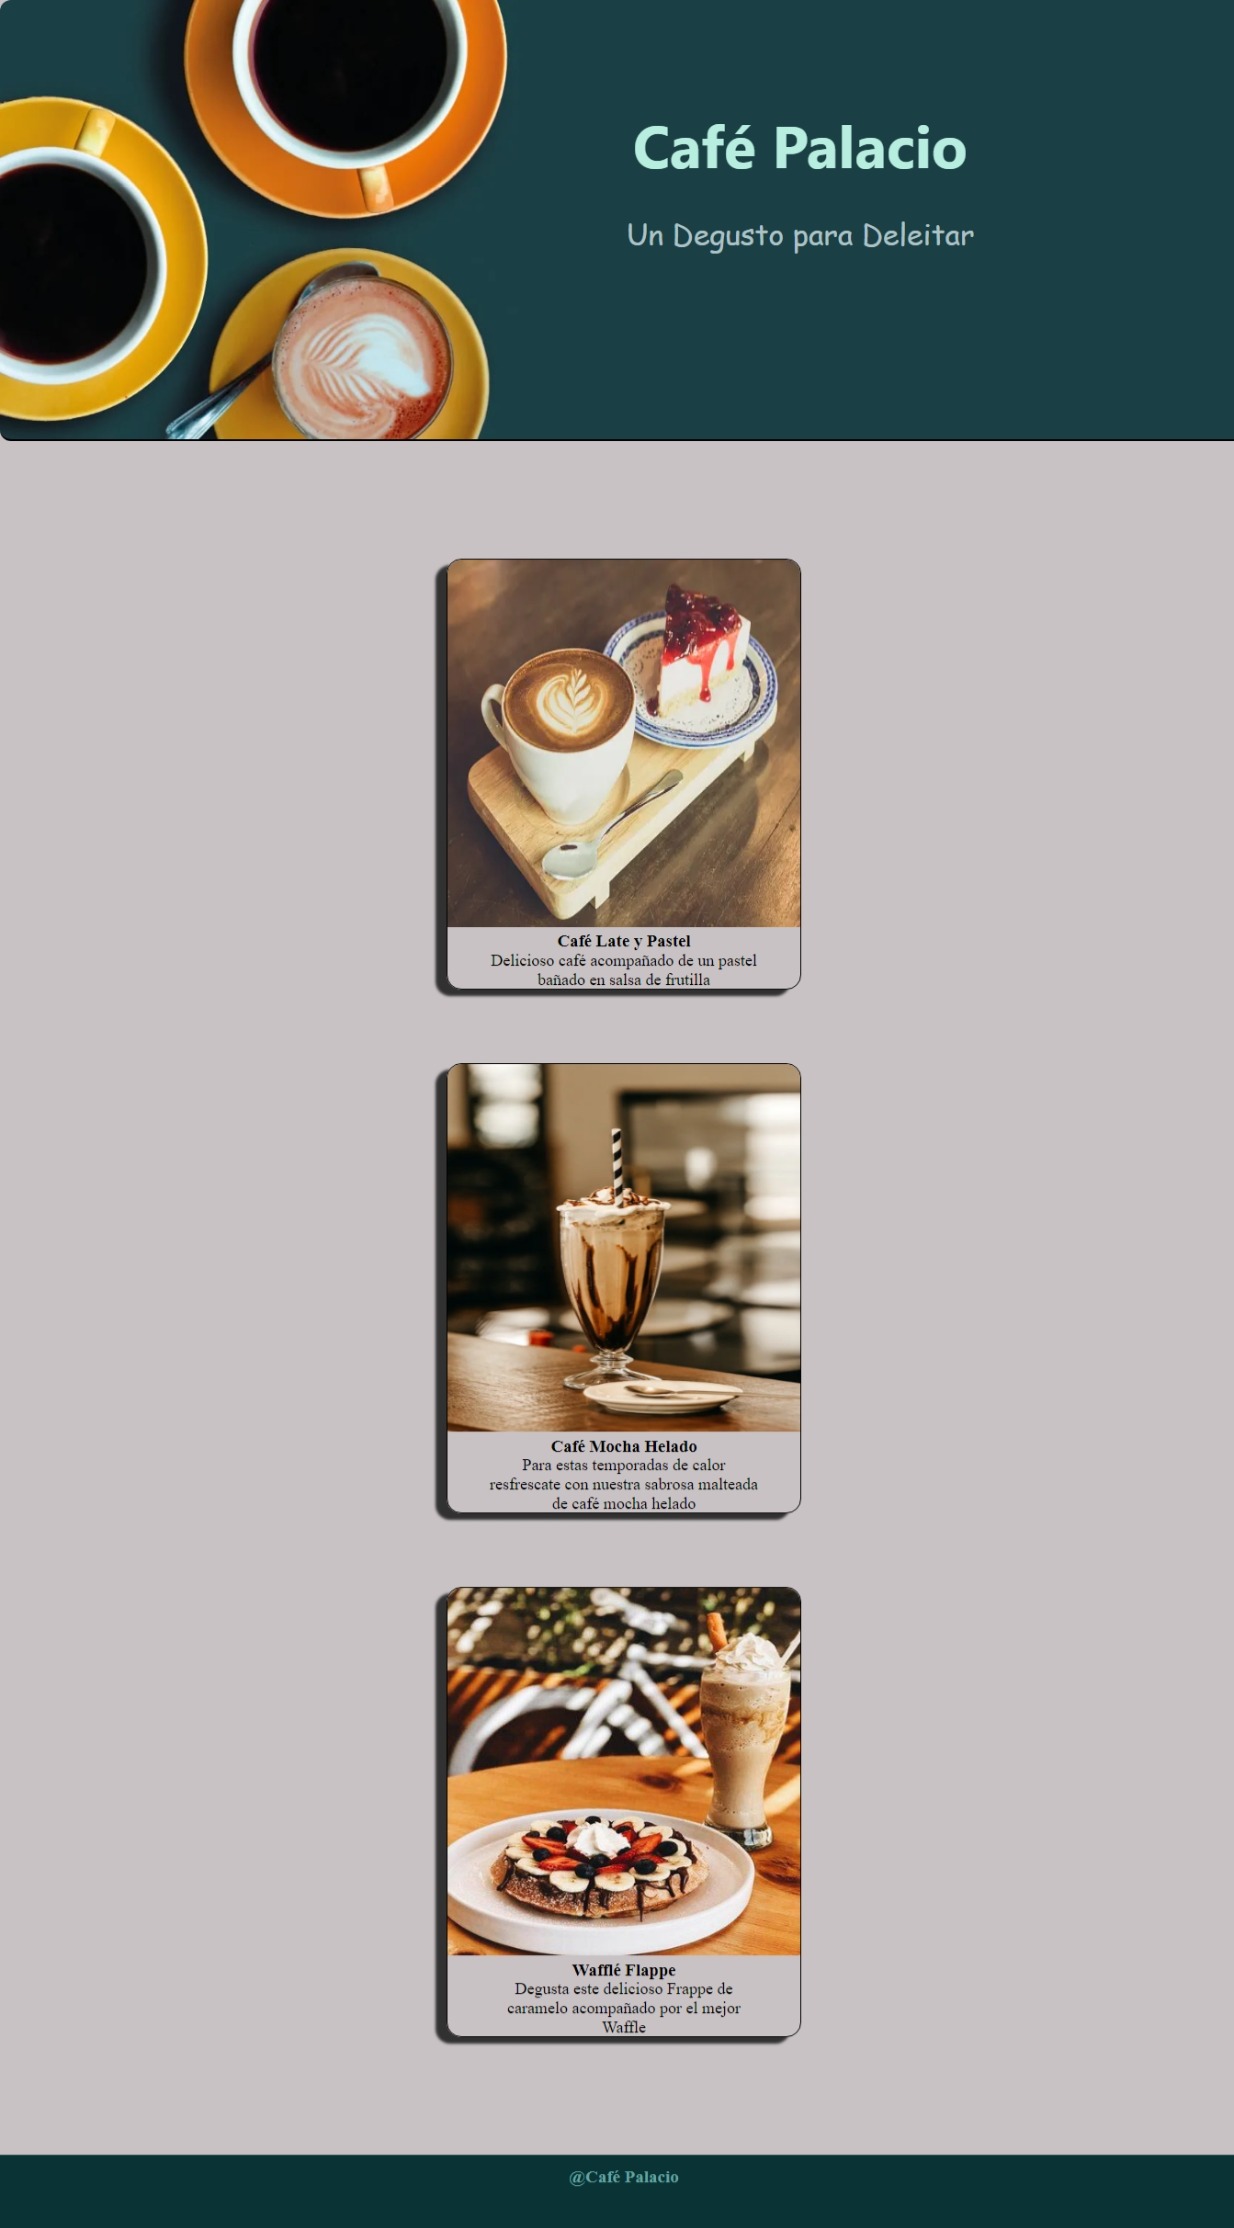 Café Palacio
Un Degusto para Deleitar
Café Late y Pastel
Delicioso café acompañado de un pastel
bañado en salsa de frutilla
Café Mocha Helado
Para estas temporadas de calor
resfrescate con nuestra sabrosa malteada
de café mocha helado
Wafflé Flappe
Degusta este delicioso Frappe de
caramelo acompañado por el mejor
Waffle
@Café Palacio